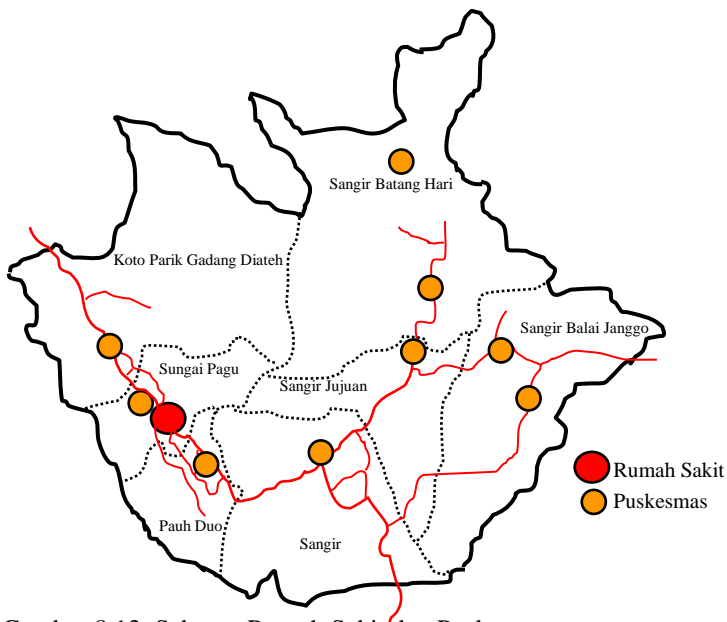 Sangir Batang Hari
Koto Parik Gadang Diateh
Sangir Balai Janggo
Sungai Pagu
Sangir Jujuan
Rumah Sakit
Puskesmas
Pauh Duo
Sangir